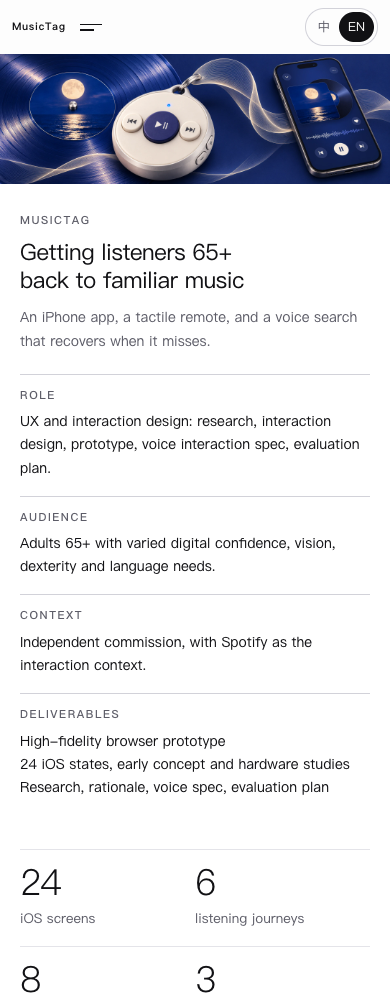 MusicTag
中 EN
MUSICTAG
Getting listeners 65+
back to familiar music
An iPhone app, a tactile remote, and a voice search
that recovers when it misses.
ROLE
UX and interaction design: research, interaction
design, prototype, voice interaction spec, evaluation
plan.
AUDIENCE
Adults 65+ with varied digital confidence, vision,
dexterity and language needs.
CONTEXT
Independent commission, with Spotify as the
interaction context.
DELIVERABLES
High-fidelity browser prototype
24 iOS states, early concept and hardware studies
Research, rationale, voice spec, evaluation plan
24 6
iOS screens listening journeys
8 3